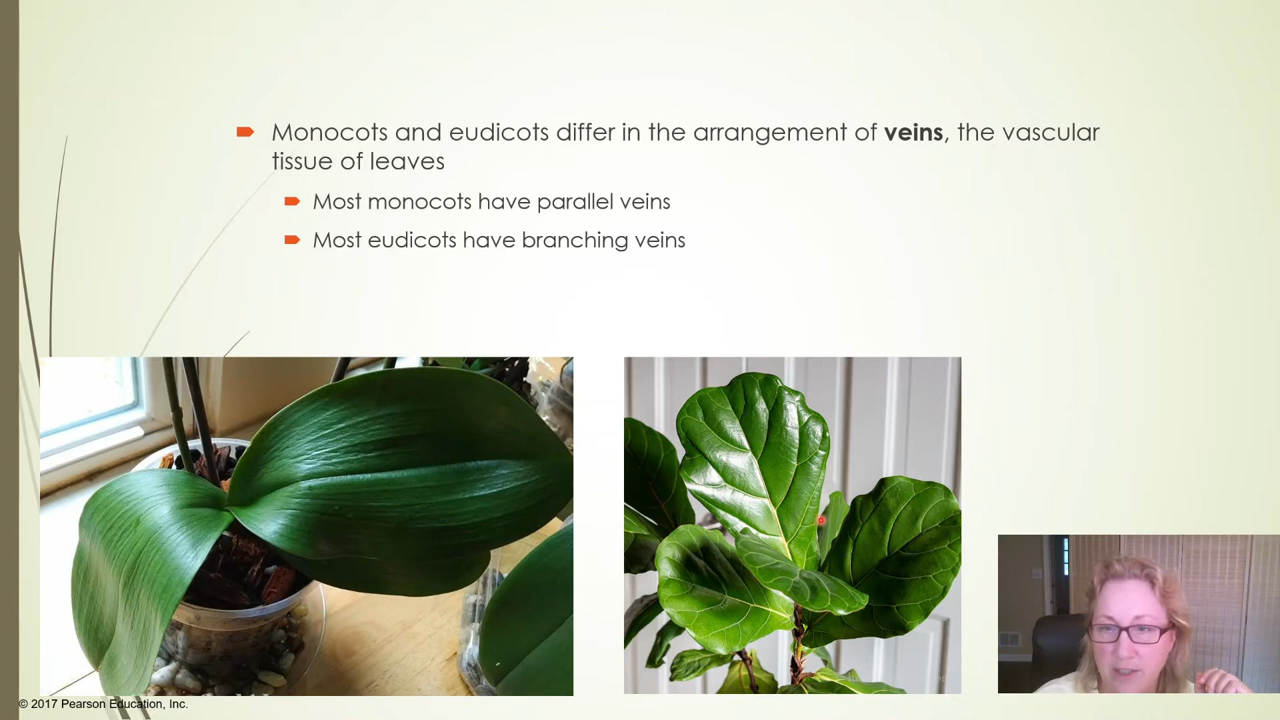 Monocots and eudicots differ in the arrangement of veins, the vascular
tissue of leaves
Most monocots have parallel veins
Most eudicots have branching veins
© 2017 Pearson Education, Inc.